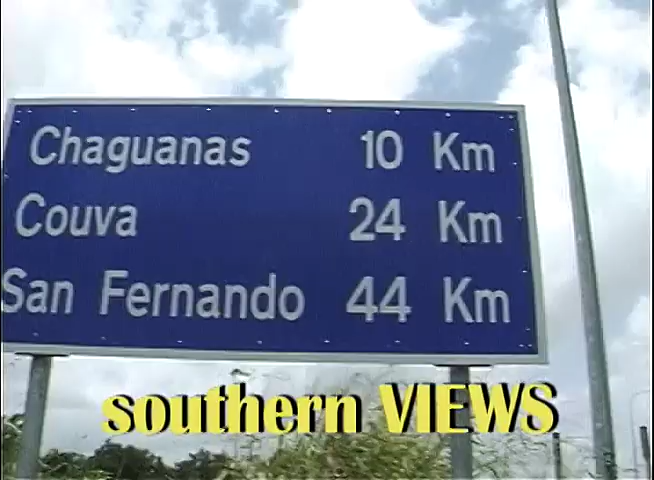 Chaguanas 10 Km
Couva 24 Km
San Fernando 44 Km
southern VIEWS